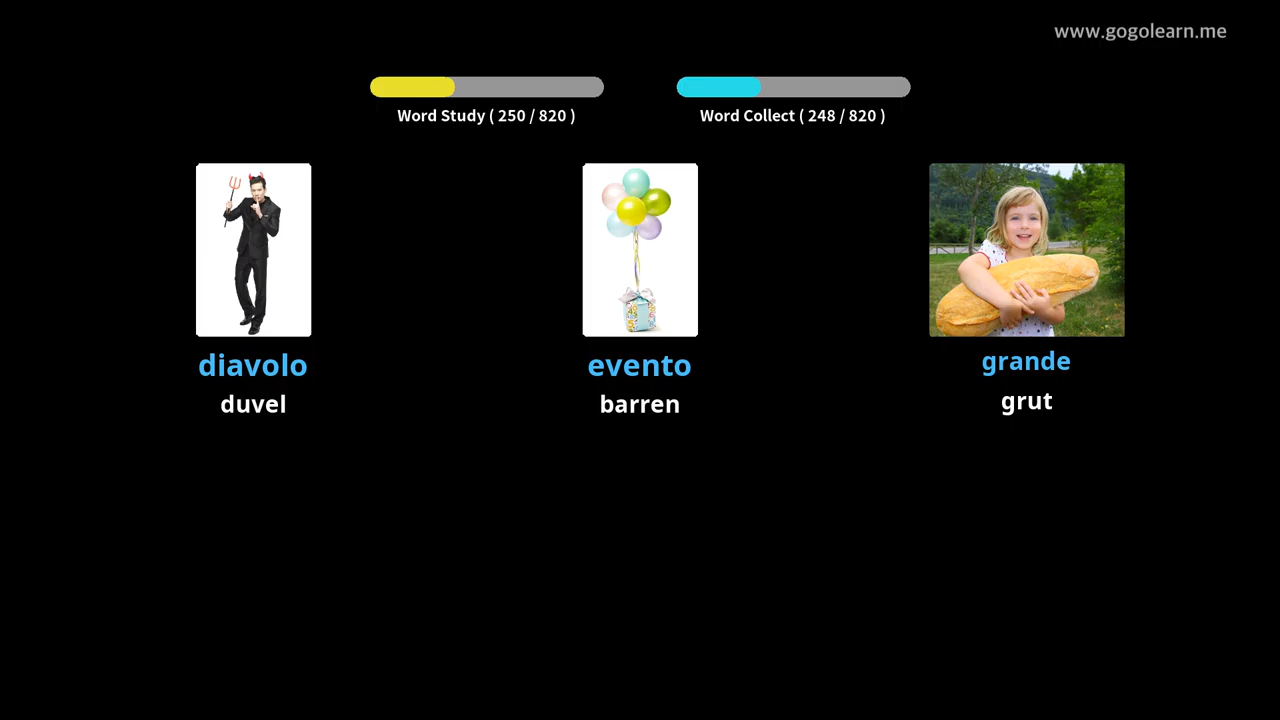 www.gogolearn.me
Word Study ( 250 / 820 )
Word Collect ( 248 / 820 )
diavolo
duvel
evento
barren
grande
grut